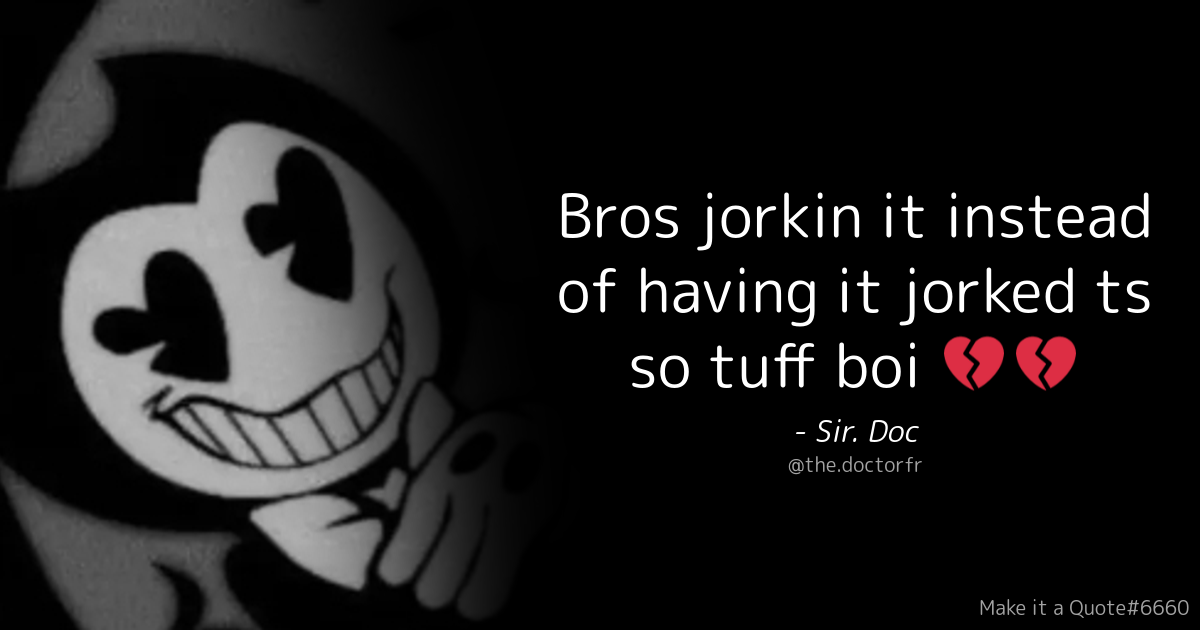 Bros jorkin it instead
of having it jorked ts
so tuff boi 💔💔
- Sir. Doc
@the.doctorfr
Make it a Quote#6660